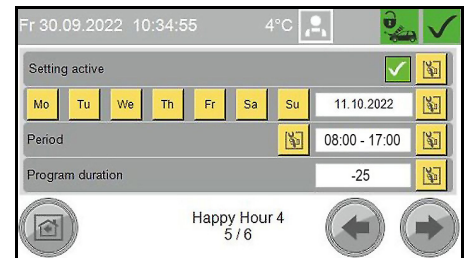 Fr 30.09.2022 10:34:55 4°C
Setting active
Mo Tu We Th Fr Sa Su 11.10.2022
Period 08:00 - 17:00
Program duration -25
Happy Hour 4
5 / 6